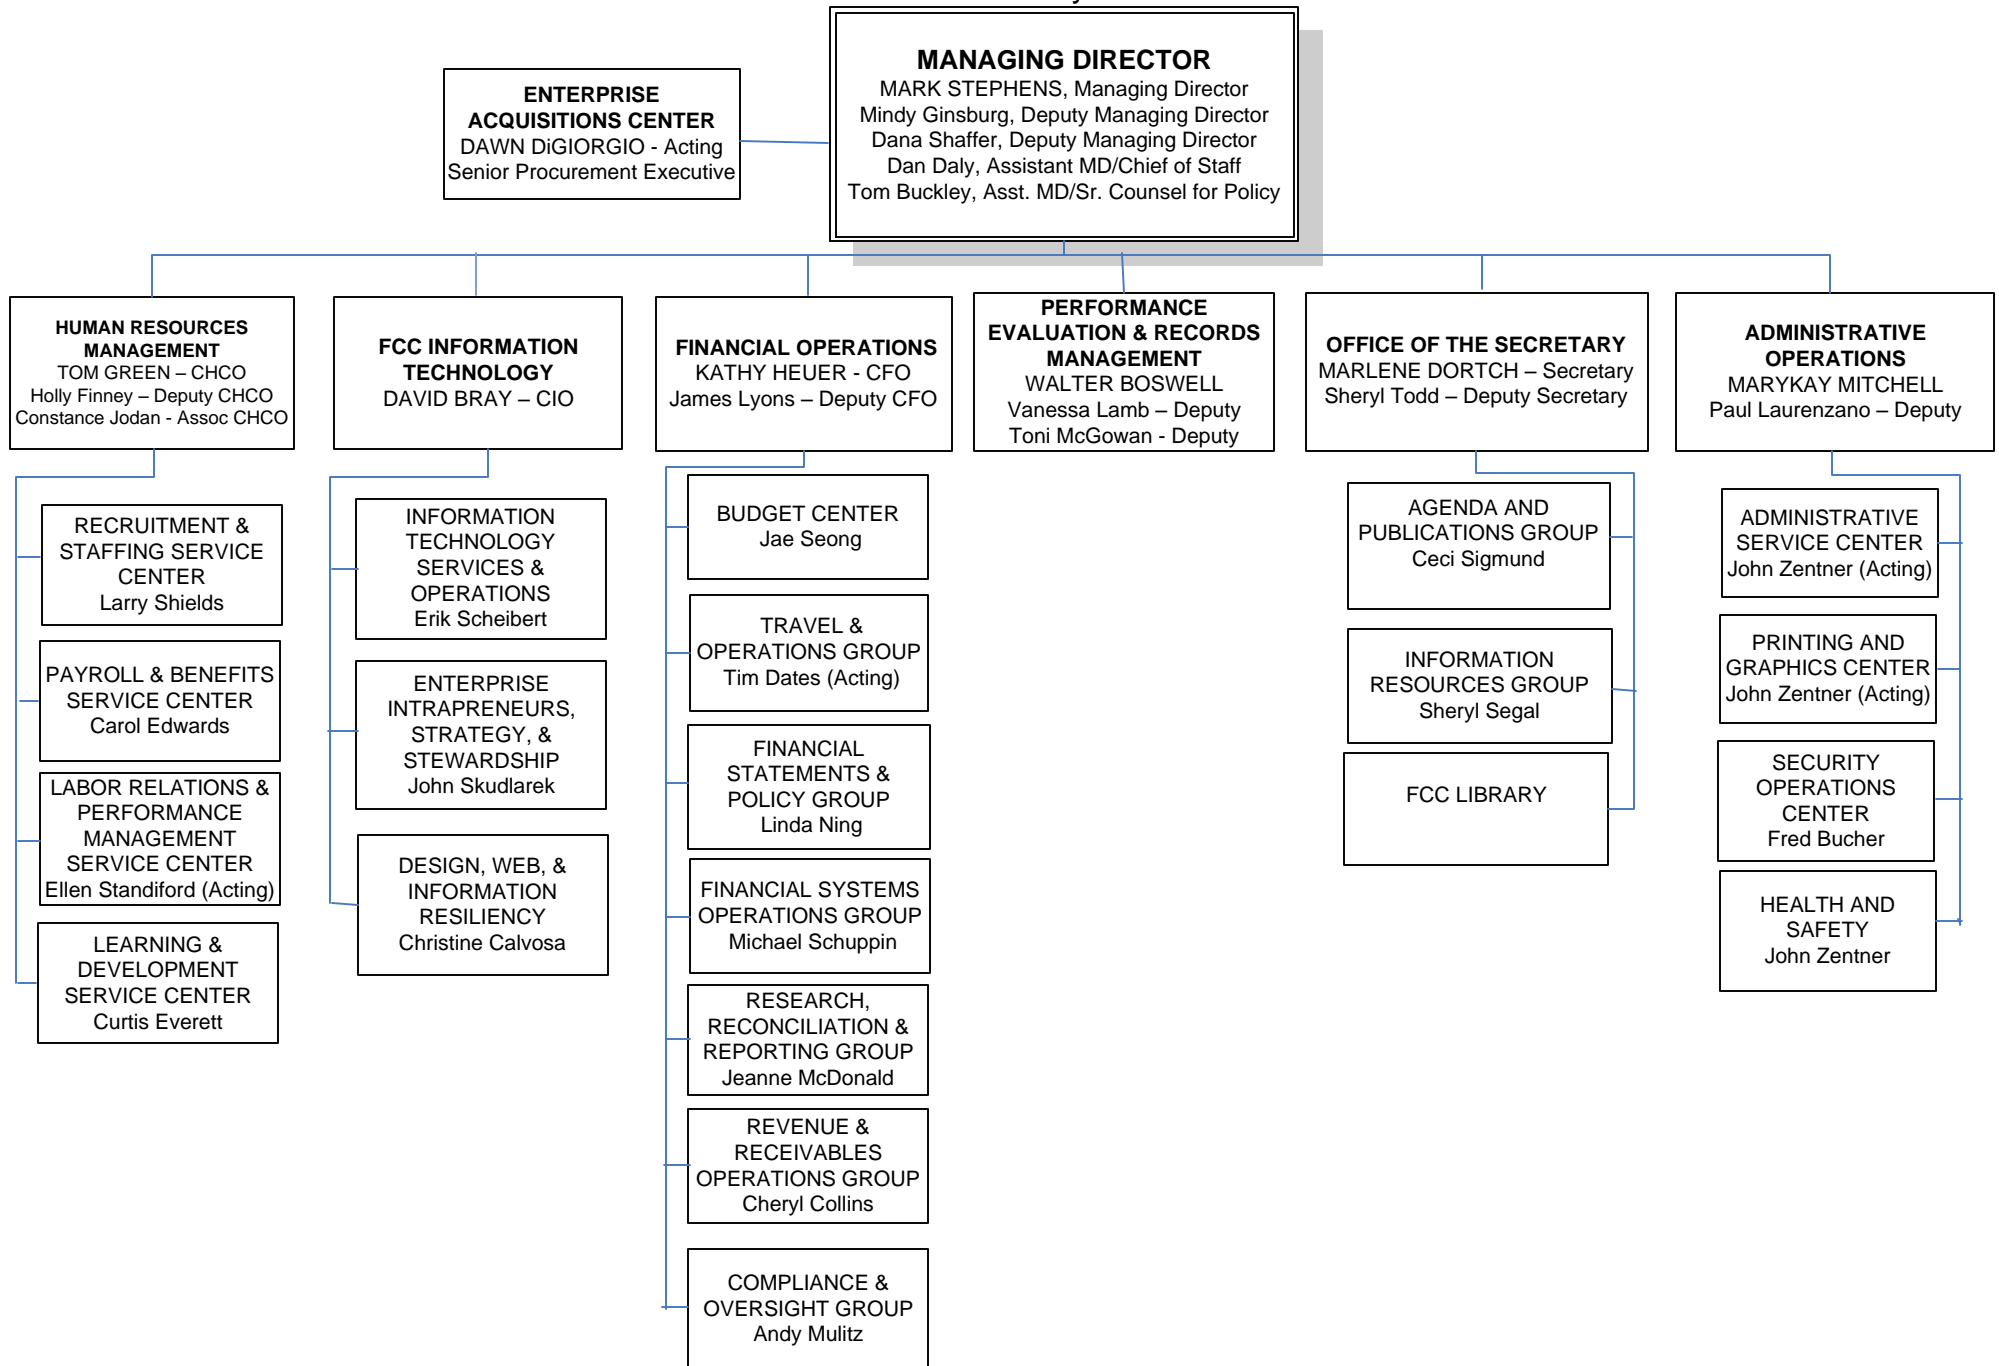 MANAGING DIRECTOR
MARK STEPHENS, Managing Director
Mindy Ginsburg, Deputy Managing Director
Dana Shaffer, Deputy Managing Director
Dan Daly, Assistant MD/Chief of Staff
Tom Buckley, Asst. MD/Sr. Counsel for Policy
ENTERPRISE
ACQUISITIONS CENTER
DAWN DiGIORGIO - Acting
Senior Procurement Executive
HUMAN RESOURCES
MANAGEMENT
TOM GREEN – CHCO
Holly Finney – Deputy CHCO
Constance Jodan - Assoc CHCO
FCC INFORMATION
TECHNOLOGY
DAVID BRAY – CIO
FINANCIAL OPERATIONS
KATHY HEUER - CFO
James Lyons – Deputy CFO
PERFORMANCE
EVALUATION & RECORDS
MANAGEMENT
WALTER BOSWELL
Vanessa Lamb – Deputy
Toni McGowan - Deputy
OFFICE OF THE SECRETARY
MARLENE DORTCH – Secretary
Sheryl Todd – Deputy Secretary
ADMINISTRATIVE
OPERATIONS
MARYKAY MITCHELL
Paul Laurenzano – Deputy
RECRUITMENT &
STAFFING SERVICE
CENTER
Larry Shields
PAYROLL & BENEFITS
SERVICE CENTER
Carol Edwards
LABOR RELATIONS &
PERFORMANCE
MANAGEMENT
SERVICE CENTER
Ellen Standiford (Acting)
LEARNING &
DEVELOPMENT
SERVICE CENTER
Curtis Everett
INFORMATION
TECHNOLOGY
SERVICES &
OPERATIONS
Erik Scheibert
ENTERPRISE
INTRAPRENEURS,
STRATEGY, &
STEWARDSHIP
John Skudlarek
DESIGN, WEB, &
INFORMATION
RESILIENCY
Christine Calvosa
BUDGET CENTER
Jae Seong
TRAVEL &
OPERATIONS GROUP
Tim Dates (Acting)
FINANCIAL
STATEMENTS &
POLICY GROUP
Linda Ning
FINANCIAL SYSTEMS
OPERATIONS GROUP
Michael Schuppin
RESEARCH,
RECONCILIATION &
REPORTING GROUP
Jeanne McDonald
REVENUE &
RECEIVABLES
OPERATIONS GROUP
Cheryl Collins
COMPLIANCE &
OVERSIGHT GROUP
Andy Mulitz
AGENDA AND
PUBLICATIONS GROUP
Ceci Sigmund
INFORMATION
RESOURCES GROUP
Sheryl Segal
FCC LIBRARY
ADMINISTRATIVE
SERVICE CENTER
John Zentner (Acting)
PRINTING AND
GRAPHICS CENTER
John Zentner (Acting)
SECURITY
OPERATIONS
CENTER
Fred Bucher
HEALTH AND
SAFETY
John Zentner